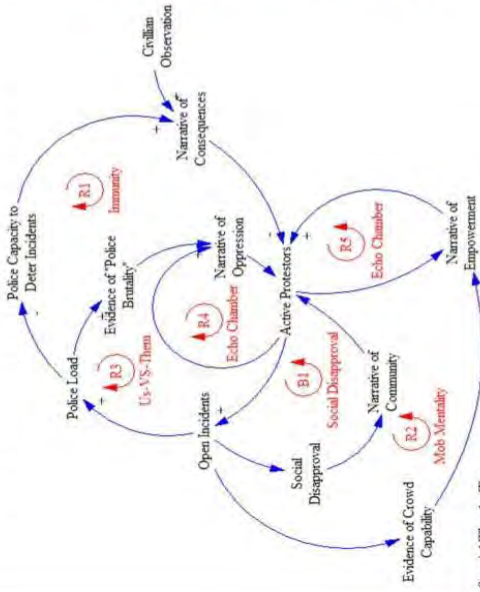 Police Capacity to
Deter Incidents
-
Civillian
Observation
+
R1
Immunity
Narrative of
Consequences
Police Load
+
R3
Us-VS-Them
Evidence of "Police
Brutality"
+
Narrative of
Oppression
R4
Echo Chamber
Open Incidents
+
Active Protestors
-
+
B1
Social Disapproval
R5
Echo Chamber
Social
Disapproval
Narrative of
Community
R2
Mob Mentality
Evidence of Crowd
Capability
Narrative of
Empowerment